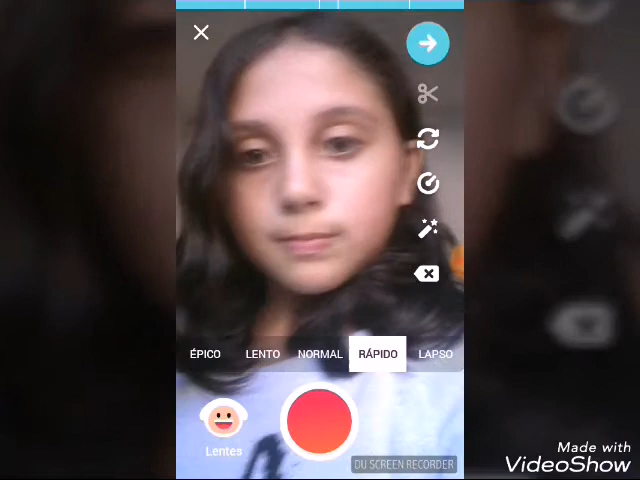 ÉPICO LENTO NORMAL RÁPIDO LAPSO
Lentes
DU SCREEN RECORDER
Made with
VideoShow